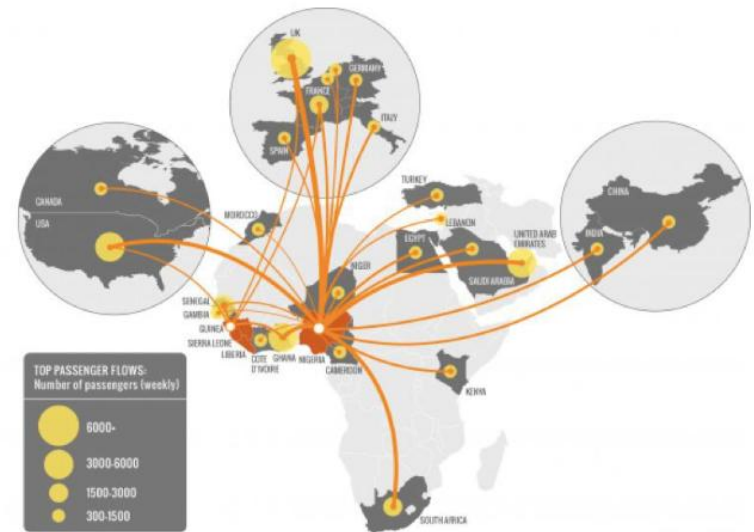 UK
GERMANY
FRANCE
ITALY
SPAIN
CANADA
USA
MOROCCO
TURKEY
LEBANON
EGYPT
UNITED ARAB
EMIRATES
SAUDI ARABIA
CHINA
INDIA
NIGER
SENEGAL
GAMBIA
GUINEA
SIERRA LEONE
LIBERIA
COTE
D'IVOIRE
GHANA
NIGERIA
CAMEROON
KENYA
SOUTH AFRICA
TOP PASSENGER FLOWS:
Number of passengers (weekly)
6000+
3000-6000
1500-3000
300-1500